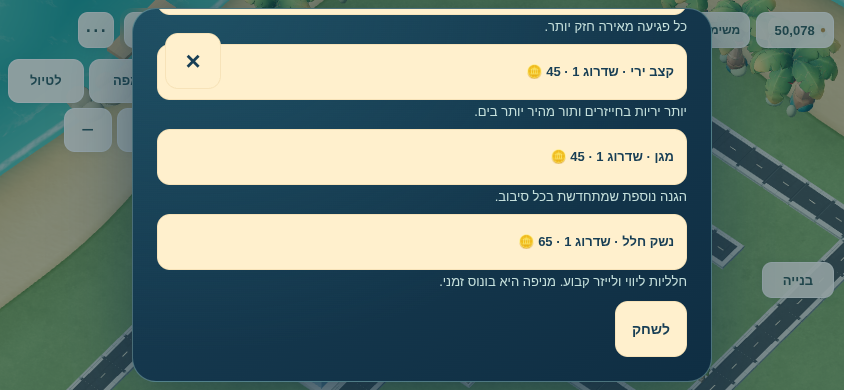 50,078
משימ
...
לטיול
מפה
–
בנייה
כל פגיעה מאירה חזק יותר.
×
קצב ירי · שדרוג 1 · 45 🪙
יותר יריות בחייזרים ותור מהיר יותר בים.
מגן · שדרוג 1 · 45 🪙
הגנה נוספת שמתחדשת בכל סיבוב.
נשק חלל · שדרוג 1 · 65 🪙
חלליות ליווי ולייזר קבוע. מניפה היא בונוס זמני.
לשחק